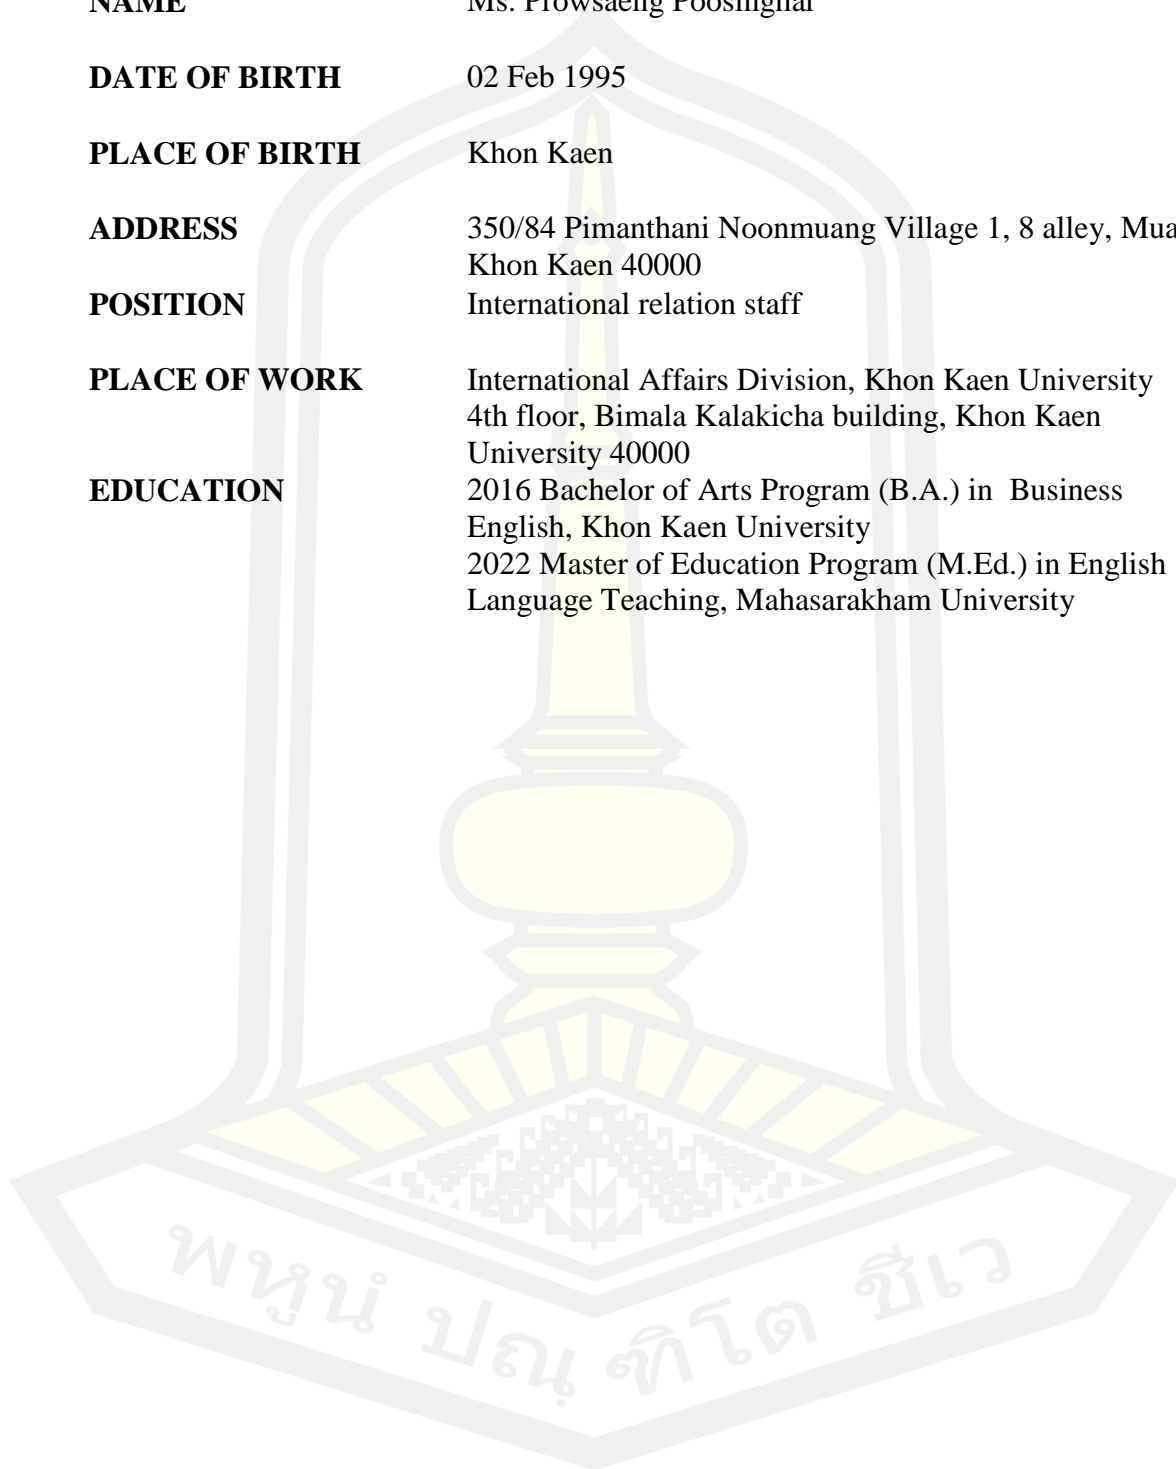 NAME Ms. Prowsaeng Poosinghar
DATE OF BIRTH 02 Feb 1995
PLACE OF BIRTH Khon Kaen
ADDRESS 350/84 Pimanthani Noonmuang Village 1, 8 alley,
Khon Kaen 40000
POSITION International relation staff
PLACE OF WORK International Affairs Division, Khon Kaen University
4th floor, Bimala Kalakicha building, Khon Kaen
University 40000
EDUCATION 2016 Bachelor of Arts Program (B.A.) in Business
English, Khon Kaen University
2022 Master of Education Program (M.Ed.) in English
Language Teaching, Mahasarakham University
พหูนํ ปณฺฑิโต ชีเว